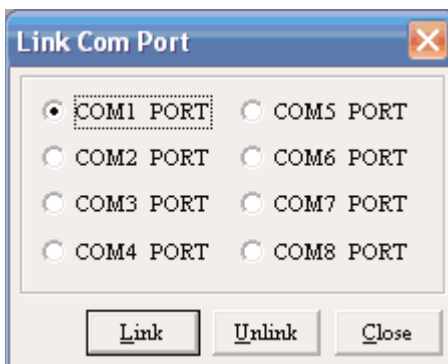 Link Com Port
COM1 PORT COM5 PORT
COM2 PORT COM6 PORT
COM3 PORT COM7 PORT
COM4 PORT COM8 PORT
Link Unlink Close